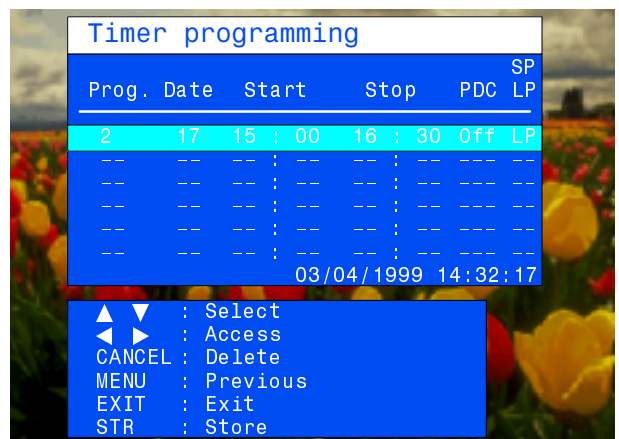 Timer programming
SP
Prog. Date Start Stop PDC LP
2 17 15 : 00 16 : 30 Off LP
-- -- -- : -- -- : -- --- --
-- -- -- : -- -- : -- --- --
-- -- -- : -- -- : -- --- --
-- -- -- : -- -- : -- --- --
-- -- -- : -- -- : -- --- --
03/04/1999 14:32:17
▲ ▼ : Select
◀ ▶ : Access
CANCEL : Delete
MENU : Previous
EXIT : Exit
STR : Store